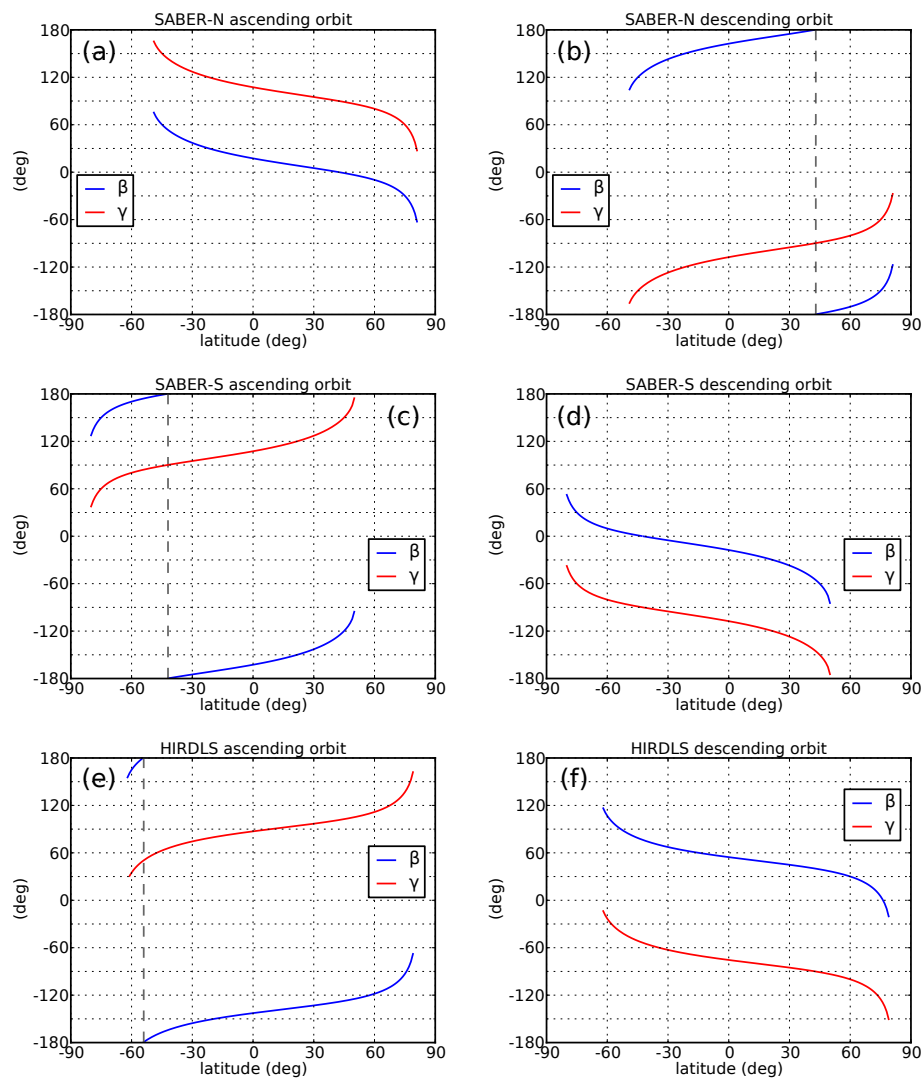 SABER-N ascending orbit
(a)
180
120
60
0
-60
-120
-180
(deg)
β
γ
-90 -60 -30 0 30 60 90
latitude (deg)
SABER-N descending orbit
(b)
180
120
60
0
-60
-120
-180
(deg)
β
γ
-90 -60 -30 0 30 60 90
latitude (deg)
SABER-S ascending orbit
(c)
180
120
60
0
-60
-120
-180
(deg)
β
γ
-90 -60 -30 0 30 60 90
latitude (deg)
SABER-S descending orbit
(d)
180
120
60
0
-60
-120
-180
(deg)
β
γ
-90 -60 -30 0 30 60 90
latitude (deg)
HIRDLS ascending orbit
(e)
180
120
60
0
-60
-120
-180
(deg)
β
γ
-90 -60 -30 0 30 60 90
latitude (deg)
HIRDLS descending orbit
(f)
180
120
60
0
-60
-120
-180
(deg)
β
γ
-90 -60 -30 0 30 60 90
latitude (deg)